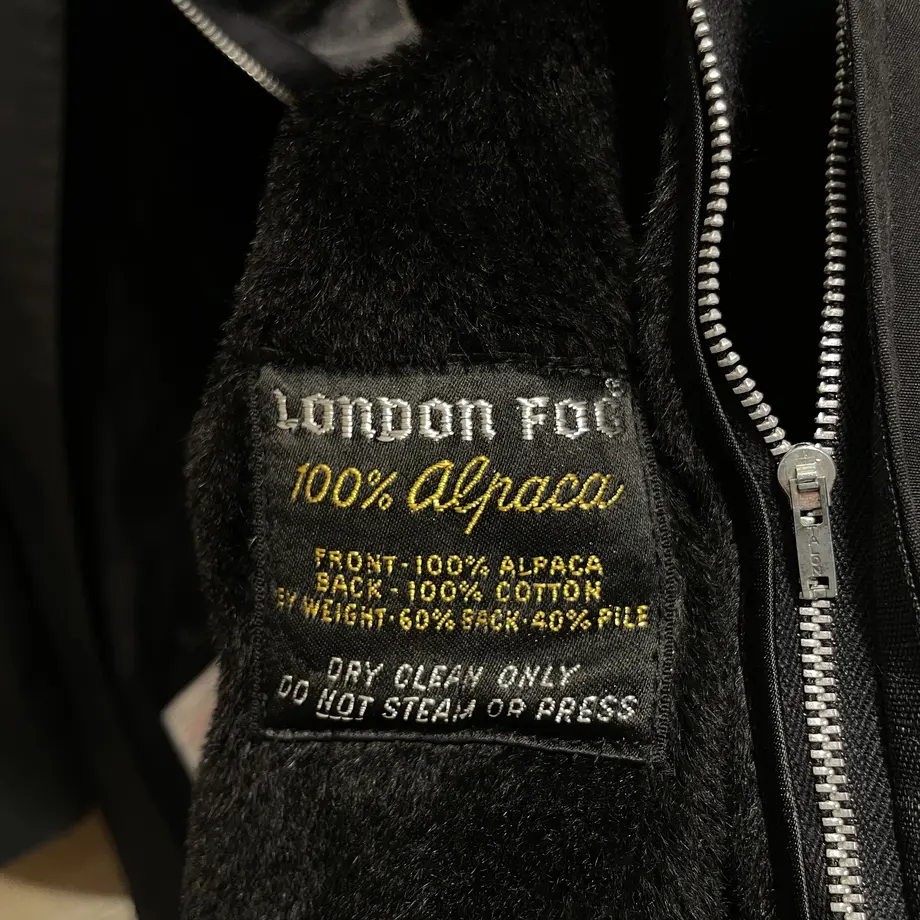 LONDON FOG®
100% Alpaca
FRONT-100% ALPACA
BACK-100% COTTON
BY WEIGHT·60% BACK·40% PILE
DRY CLEAN ONLY
DO NOT STEAM OR PRESS
TALON